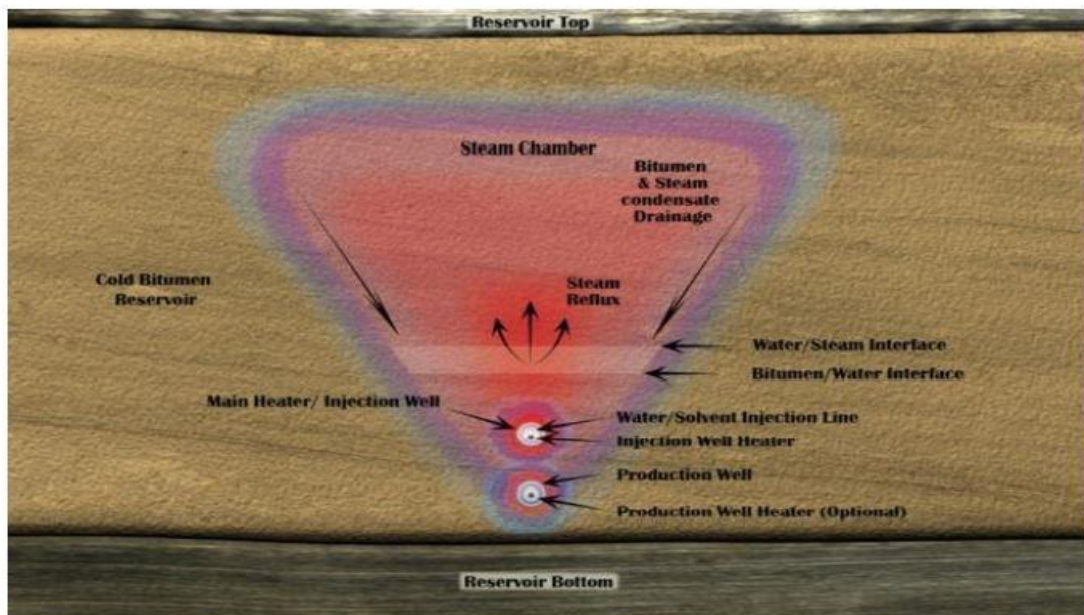 Reservoir Top
Steam Chamber
Bitumen
& Steam
condensate
Drainage
Cold Bitumen
Reservoir
Steam
Reflux
Water/Steam Interface
Bitumen/Water Interface
Main Heater/ Injection Well
Water/Solvent Injection Line
Injection Well Heater
Production Well
Production Well Heater (Optional)
Reservoir Bottom